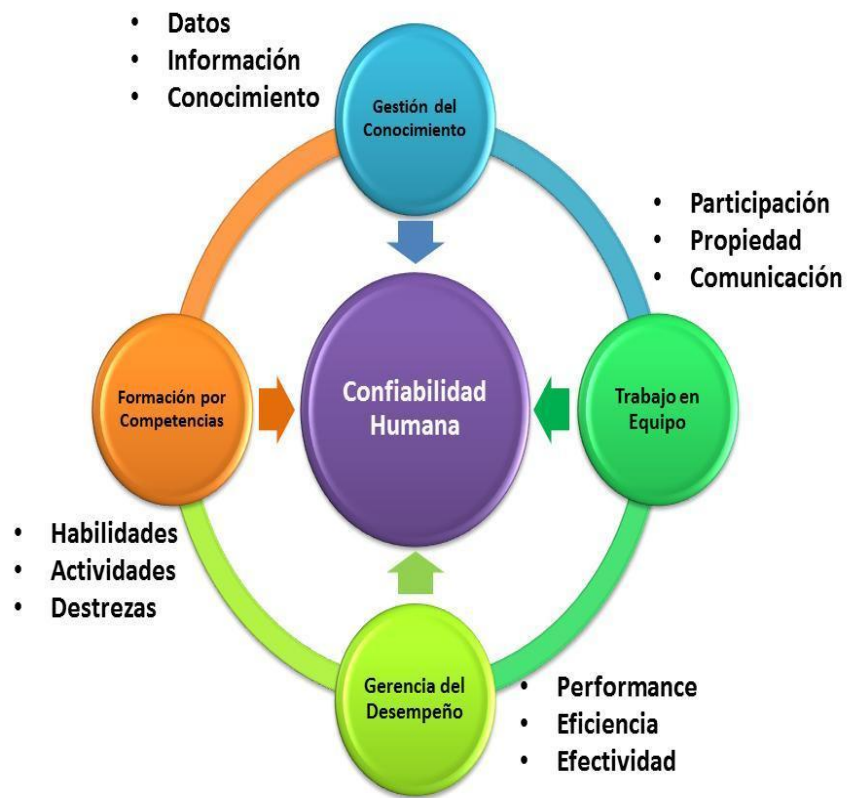 • Datos
• Información
• Conocimiento
Gestión del
Conocimiento
• Participación
• Propiedad
• Comunicación
Formación por
Competencias
Confiabilidad
Humana
Trabajo en
Equipo
• Habilidades
• Actividades
• Destrezas
Gerencia del
Desempeño
• Performance
• Eficiencia
• Efectividad